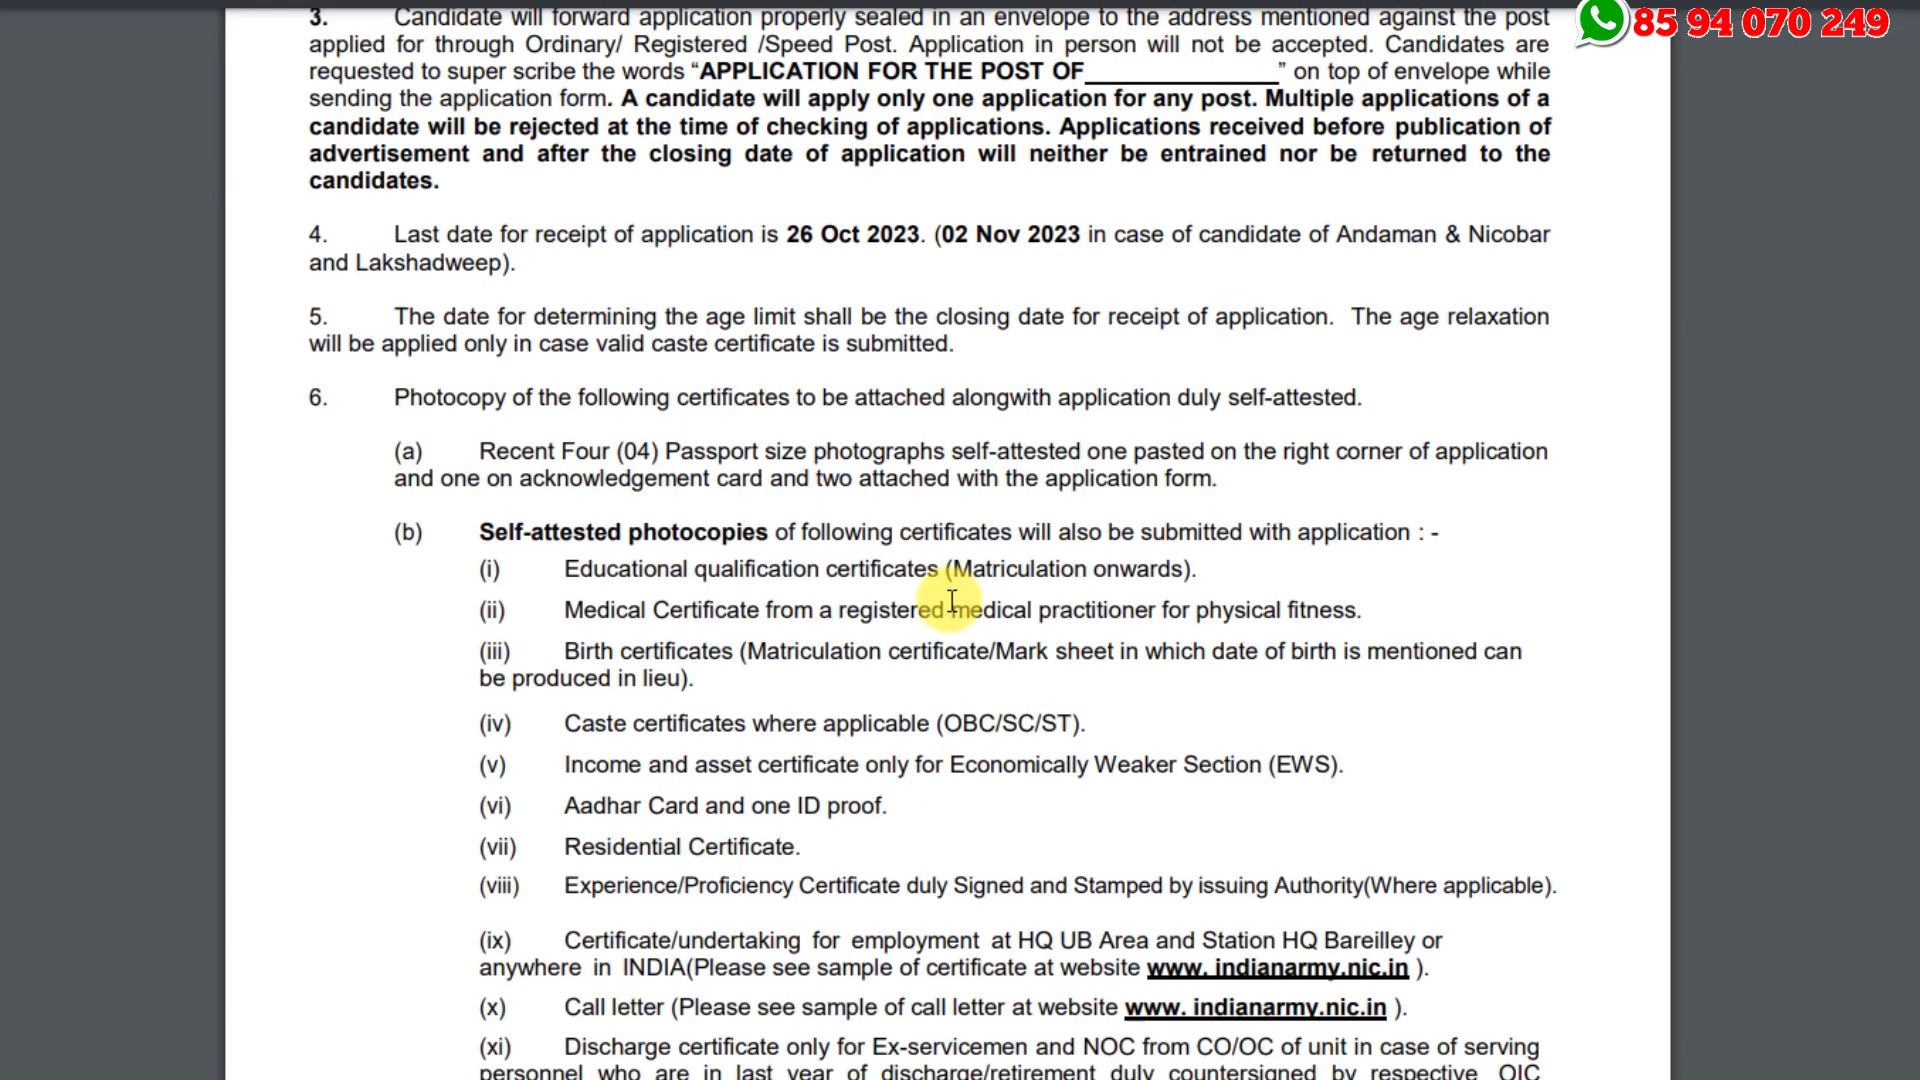 85 94 070 249
3. Candidate will forward application properly sealed in an envelope to the address mentioned against the post
applied for through Ordinary/ Registered /Speed Post. Application in person will not be accepted. Candidates are
requested to super scribe the words “APPLICATION FOR THE POST OF_______________” on top of envelope while
sending the application form. A candidate will apply only one application for any post. Multiple applications of a
candidate will be rejected at the time of checking of applications. Applications received before publication of
advertisement and after the closing date of application will neither be entrained nor be returned to the
candidates.
4. Last date for receipt of application is 26 Oct 2023. (02 Nov 2023 in case of candidate of Andaman & Nicobar
and Lakshadweep).
5. The date for determining the age limit shall be the closing date for receipt of application. The age relaxation
will be applied only in case valid caste certificate is submitted.
6. Photocopy of the following certificates to be attached alongwith application duly self-attested.
(a) Recent Four (04) Passport size photographs self-attested one pasted on the right corner of application
and one on acknowledgement card and two attached with the application form.
(b) Self-attested photocopies of following certificates will also be submitted with application : -
(i) Educational qualification certificates (Matriculation onwards).
(ii) Medical Certificate from a registered medical practitioner for physical fitness.
(iii) Birth certificates (Matriculation certificate/Mark sheet in which date of birth is mentioned can
be produced in lieu).
(iv) Caste certificates where applicable (OBC/SC/ST).
(v) Income and asset certificate only for Economically Weaker Section (EWS).
(vi) Aadhar Card and one ID proof.
(vii) Residential Certificate.
(viii) Experience/Proficiency Certificate duly Signed and Stamped by issuing Authority(Where applicable).
(ix) Certificate/undertaking for employment at HQ UB Area and Station HQ Bareilley or
anywhere in INDIA(Please see sample of certificate at website www. indianarmy.nic.in ).
(x) Call letter (Please see sample of call letter at website www. indianarmy.nic.in ).
(xi) Discharge certificate only for Ex-servicemen and NOC from CO/OC of unit in case of serving
personnel who are in last year of discharge/retirement duly countersigned by respective OIC